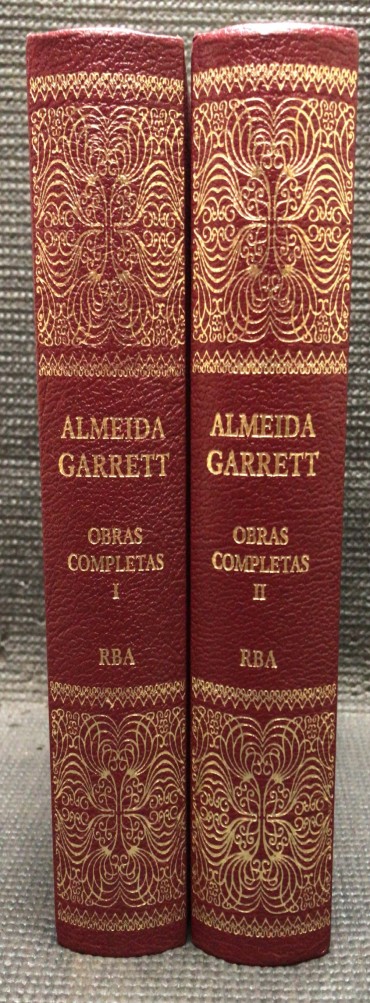 ALMEIDA
GARRETT
OBRAS
COMPLETAS
I
RBA
ALMEIDA
GARRETT
OBRAS
COMPLETAS
II
RBA